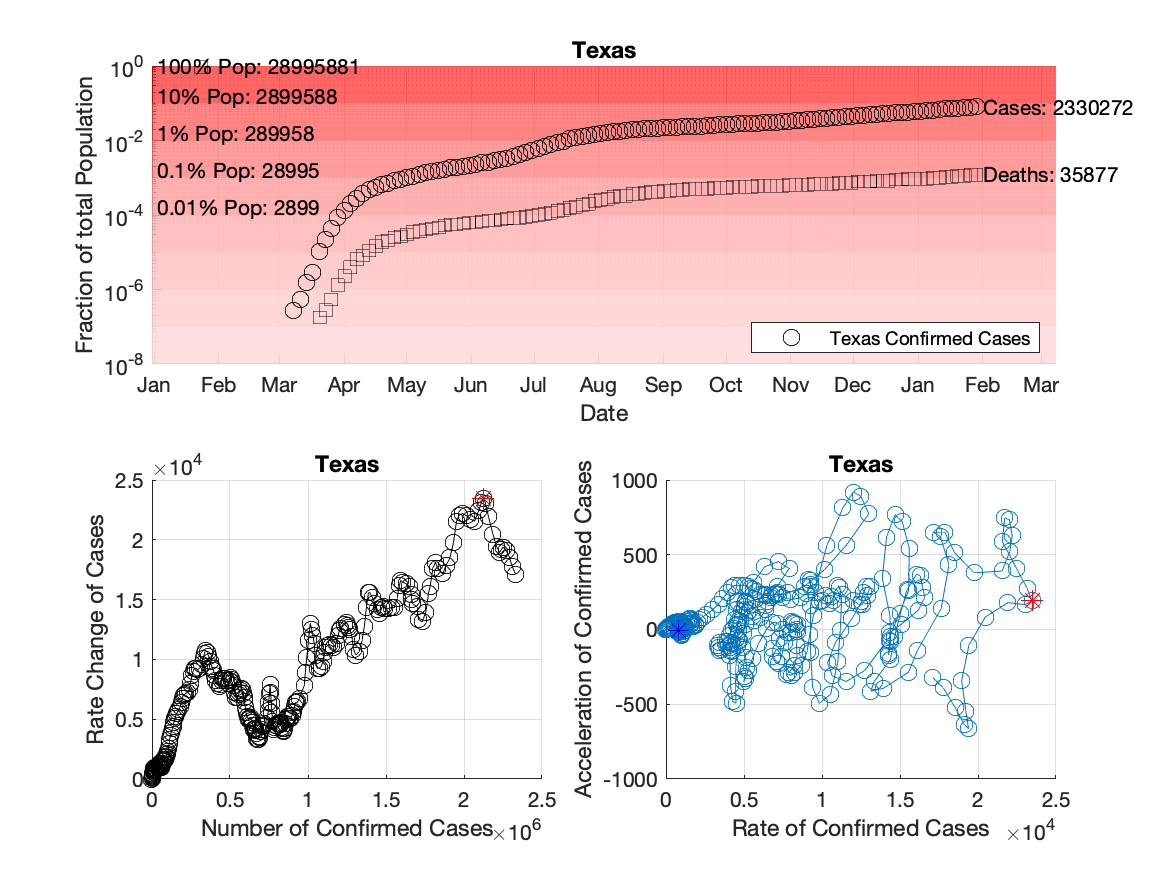 Texas
10^0
10^-2
10^-4
10^-6
10^-8
Fraction of total Population
100% Pop: 28995881
10% Pop: 2899588
1% Pop: 289958
0.1% Pop: 28995
0.01% Pop: 2899
Cases: 2330272
Deaths: 35877
Texas Confirmed Cases
Jan Feb Mar Apr May Jun Jul Aug Sep Oct Nov Dec Jan Feb Mar
Date
Texas
×10^4
2.5
2
1.5
1
0.5
0
Rate Change of Cases
0 0.5 1 1.5 2 2.5
Number of Confirmed Cases
×10^6
Texas
1000
500
0
-500
-1000
Acceleration of Confirmed Cases
0 0.5 1 1.5 2 2.5
Rate of Confirmed Cases
×10^4